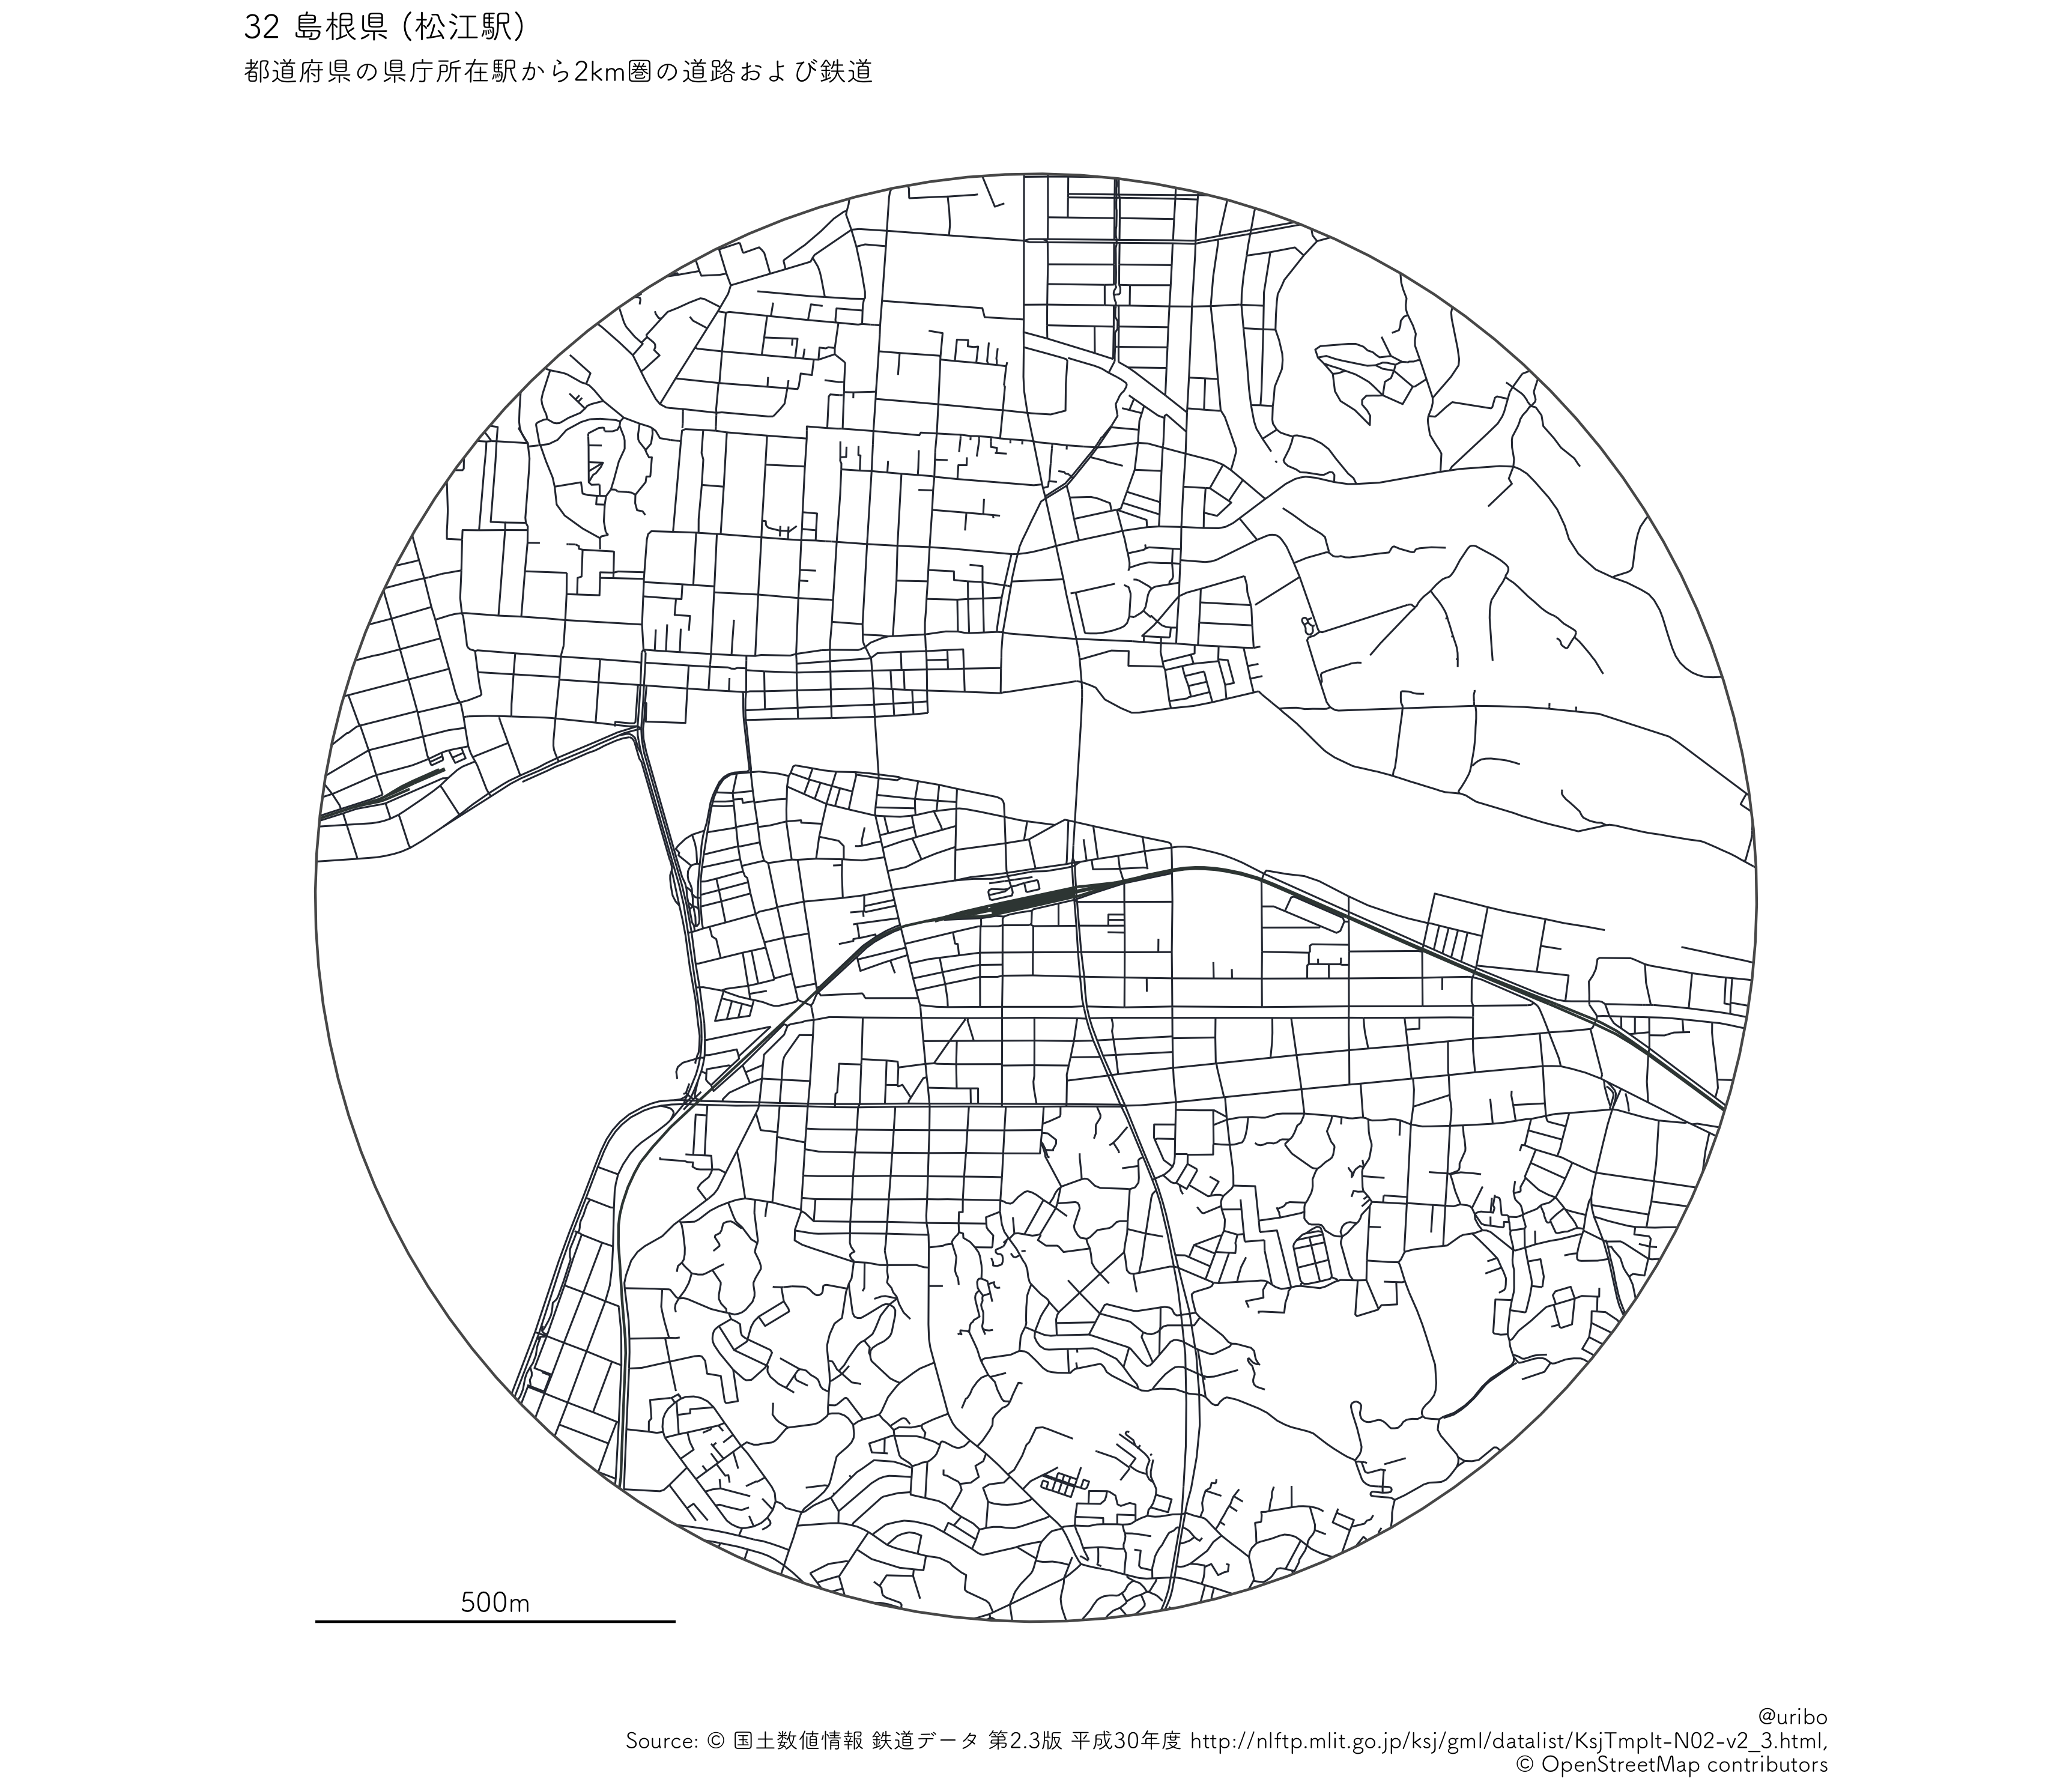 32 島根県 (松江駅)
都道府県の県庁所在駅から2km圏の道路および鉄道
500m
@uribo
Source: © 国土数値情報 鉄道データ 第2.3版 平成30年度 http://nlftp.mlit.go.jp/ksj/gml/datalist/KsjTmplt-N02-v2_3.html,
© OpenStreetMap contributors